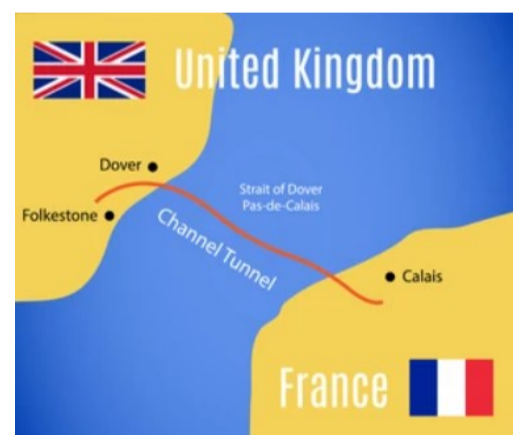 United Kingdom
Dover
Strait of Dover
Pas-de-Calais
Folkestone
Channel Tunnel
Calais
France